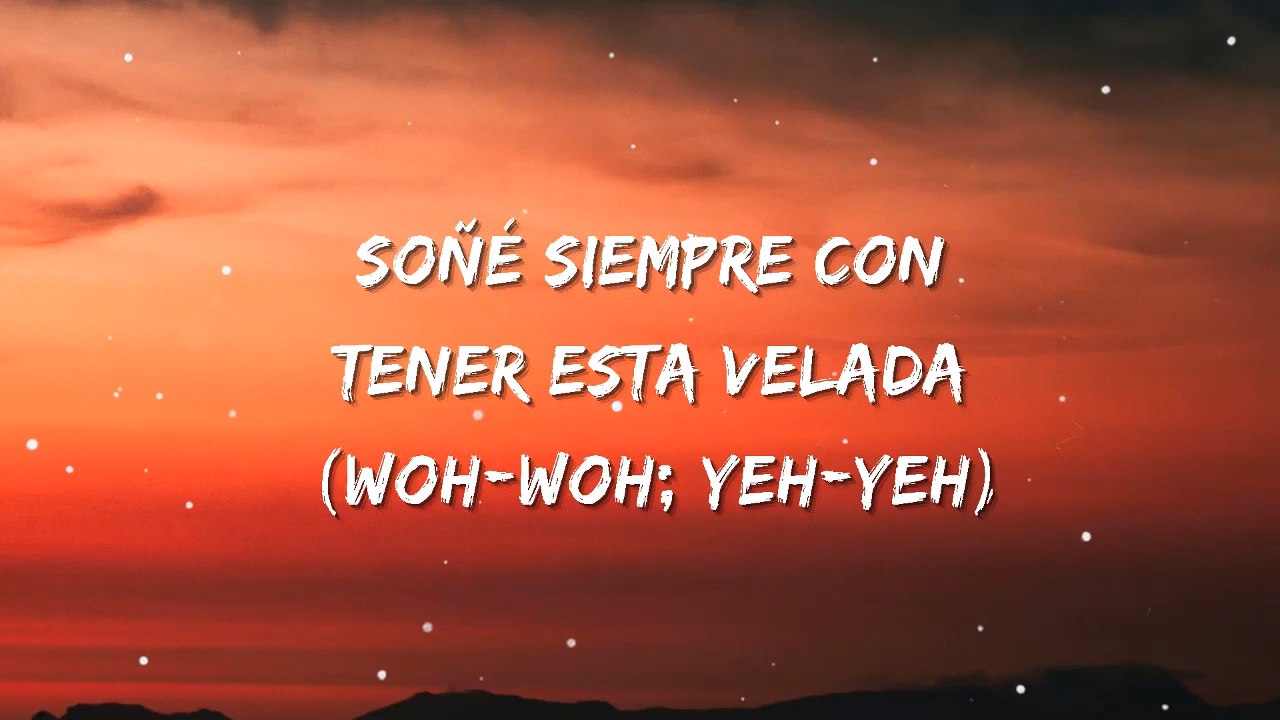 SOÑÉ SIEMPRE CON
TENER ESTA VELADA
(WOH-WOH; YEH-YEH)